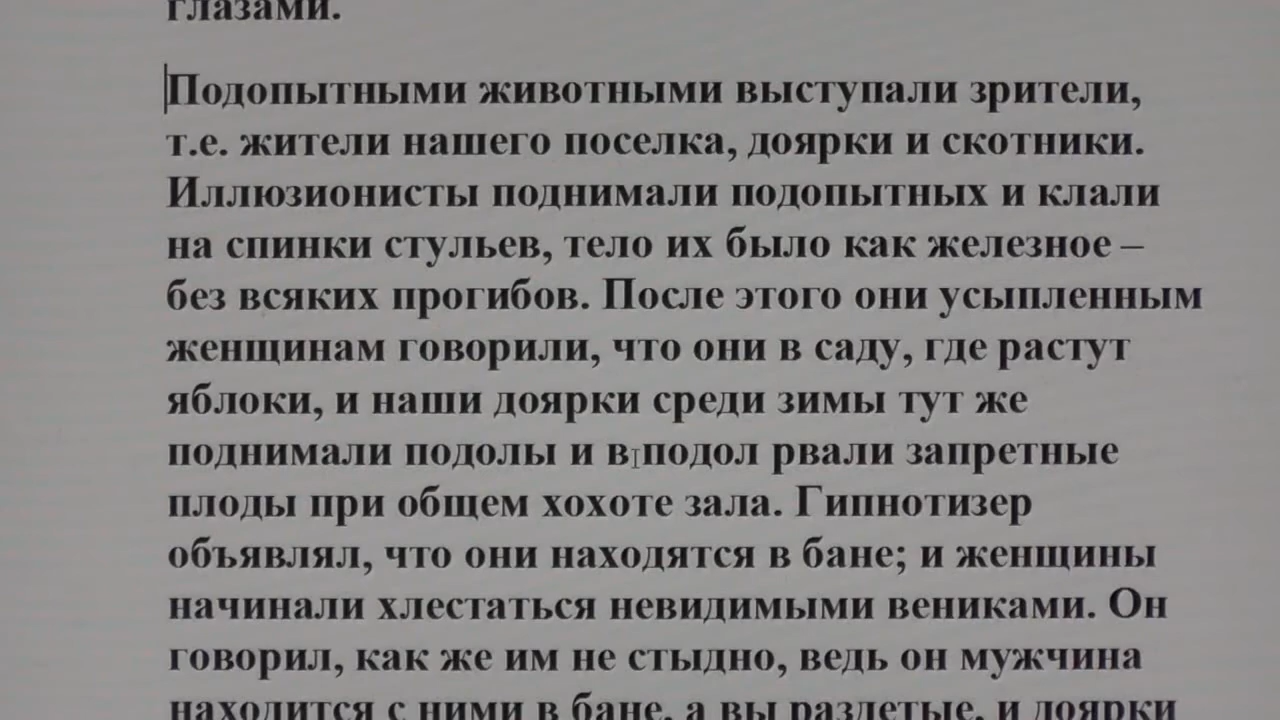 глазами.
Подопытными животными выступали зрители,
т.е. жители нашего поселка, доярки и скотники.
Иллюзионисты поднимали подопытных и клали
на спинки стульев, тело их было как железное –
без всяких прогибов. После этого они усыпленным
женщинам говорили, что они в саду, где растут
яблоки, и наши доярки среди зимы тут же
поднимали подолы и в подол рвали запретные
плоды при общем хохоте зала. Гипнотизер
объявлял, что они находятся в бане; и женщины
начинали хлестаться невидимыми вениками. Он
говорил, как же им не стыдно, ведь он мужчина
находится с ними в бане, а вы раздетые, и доярки